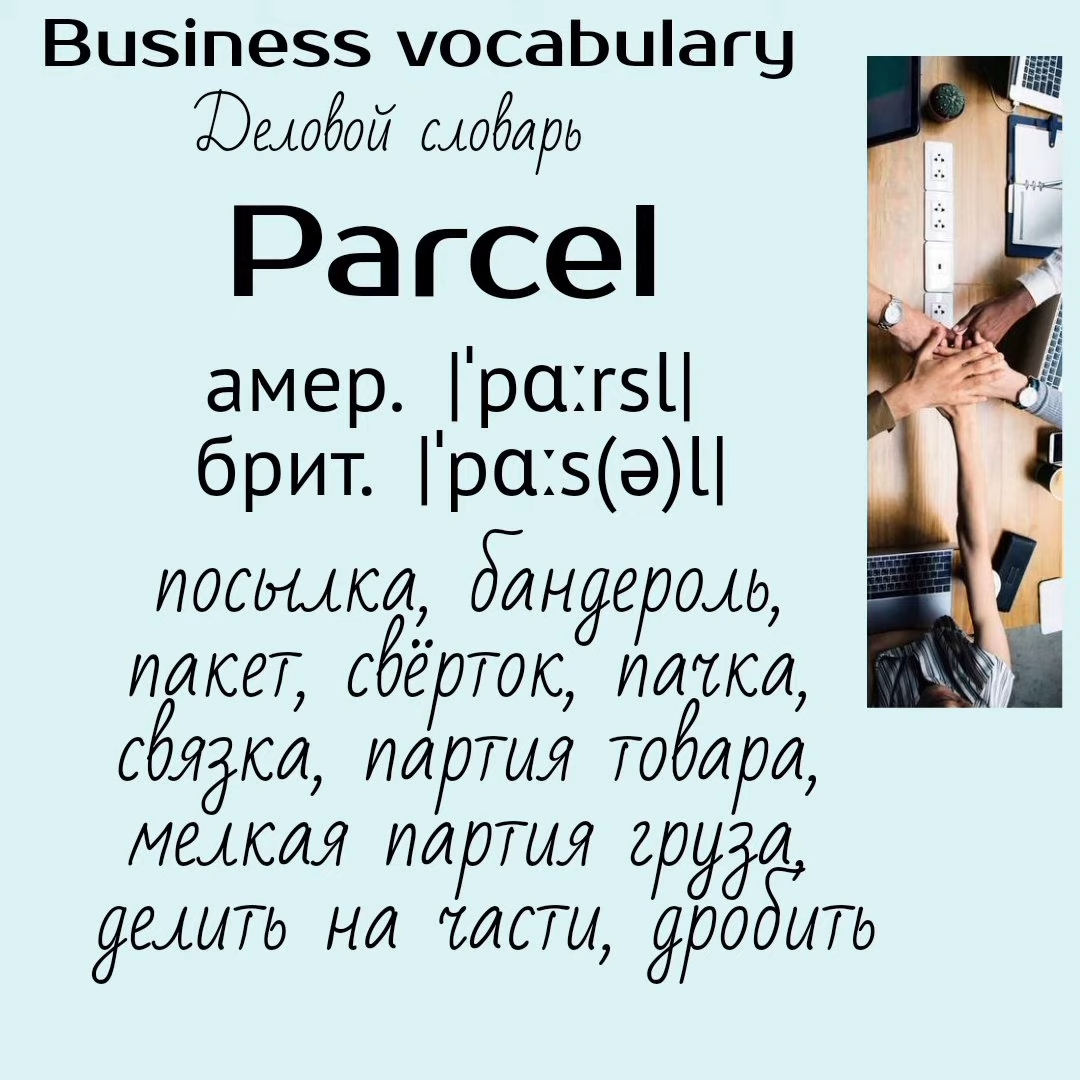 Business vocabulary
Деловой словарь
Parcel
амер. |ˈpɑːrsl|
брит. |ˈpɑːs(ə)l|
посылка, бандероль,
пакет, свёрток, пачка,
связка, партия товара,
мелкая партия груза,
делить на части, дробить